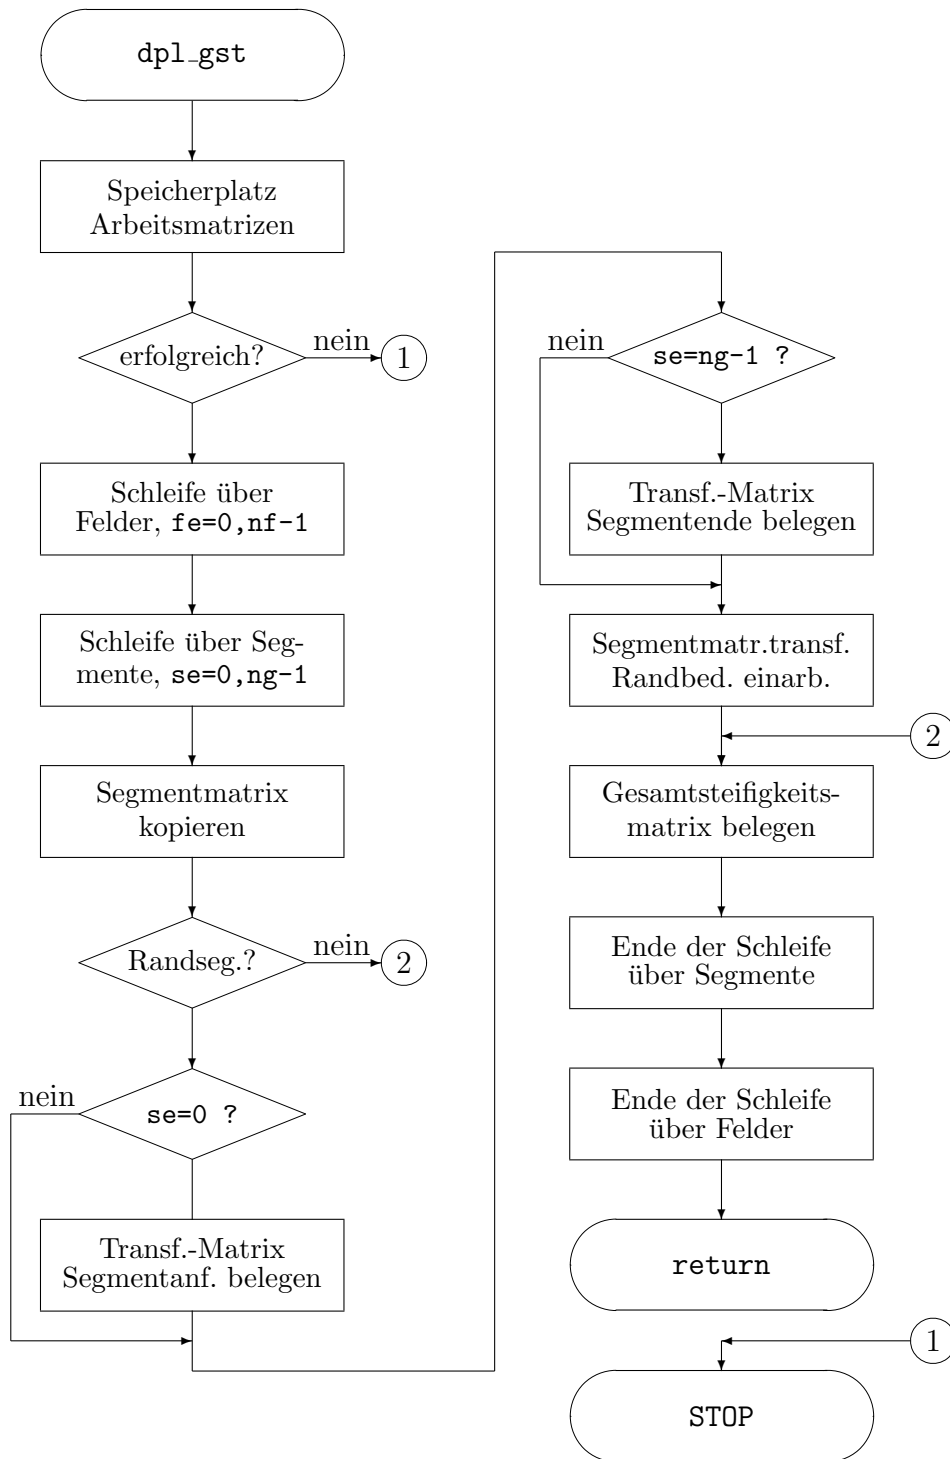 dpl_gst
Speicherplatz
Arbeitsmatrizen
erfolgreich?
nein
1
Schleife über
Felder, fe=0,nf-1
Schleife über Seg-
mente, se=0,ng-1
Segmentmatrix
kopieren
Randseg.?
nein
2
nein
se=0 ?
Transf.-Matrix
Segmentanf. belegen
nein
se=ng-1 ?
Transf.-Matrix
Segmentende belegen
Segmentmatr.transf.
Randbed. einarb.
2
Gesamtsteifigkeits-
matrix belegen
Ende der Schleife
über Segmente
Ende der Schleife
über Felder
return
1
STOP